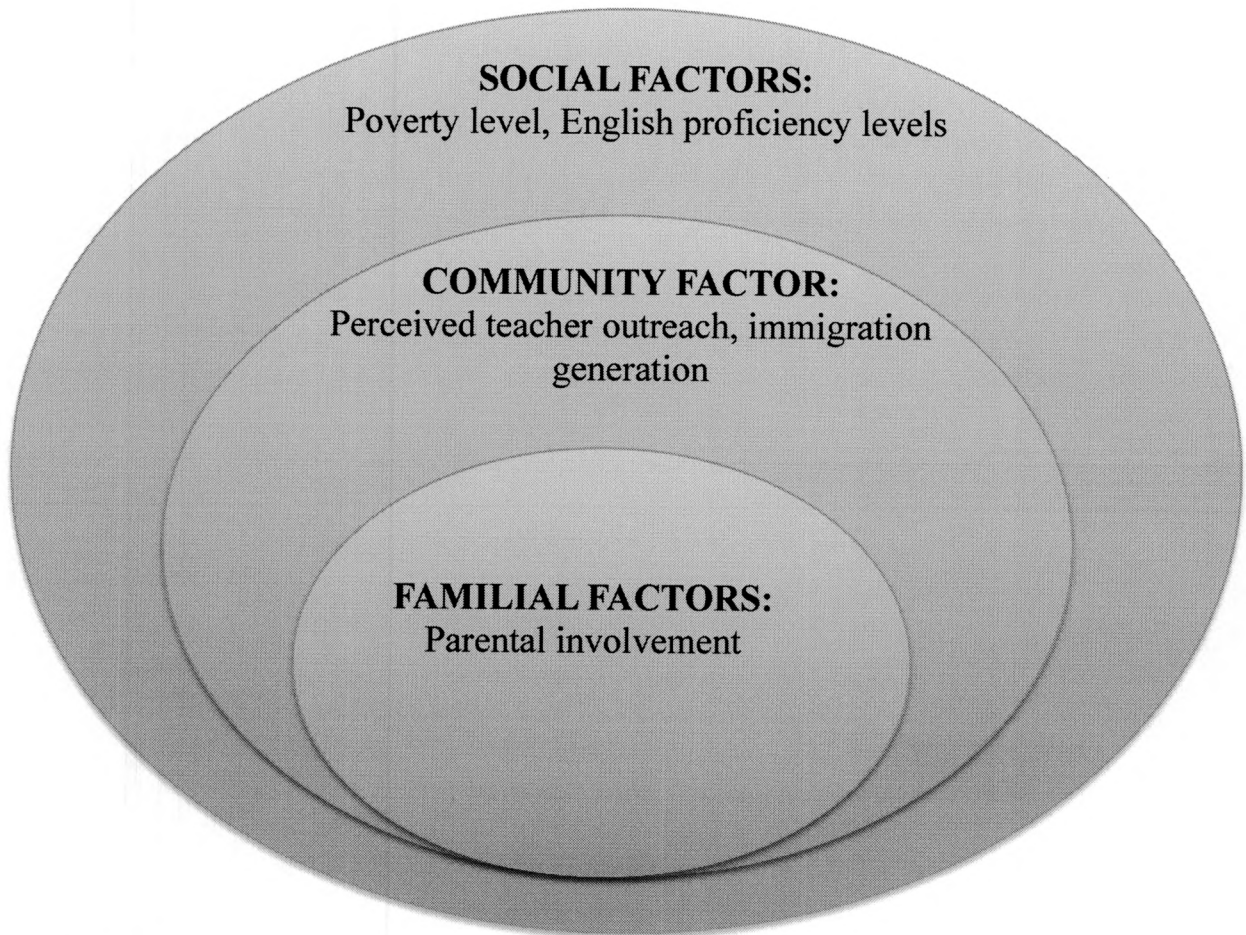 SOCIAL FACTORS:
Poverty level, English proficiency levels
COMMUNITY FACTOR:
Perceived teacher outreach, immigration
generation
FAMILIAL FACTORS:
Parental involvement